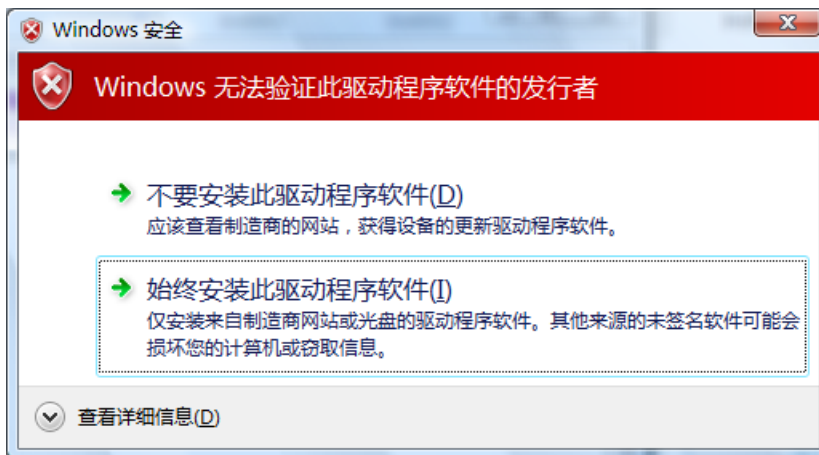 Windows 安全
Windows 无法验证此驱动程序软件的发行者
不要安装此驱动程序软件(D)
应该查看制造商的网站，获得设备的更新驱动程序软件。
始终安装此驱动程序软件(I)
仅安装来自制造商网站或光盘的驱动程序软件。其他来源的未签名软件可能会
损坏您的计算机或窃取信息。
查看详细信息(D)